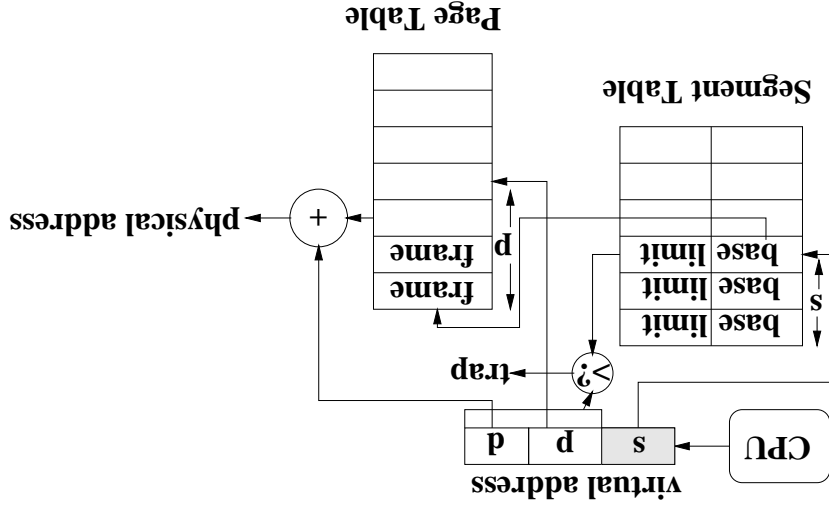 virtual address
CPU
s p d
>?
trap
s
base limit
base limit
base limit
frame
frame
p
+
physical address
Segment Table
Page Table